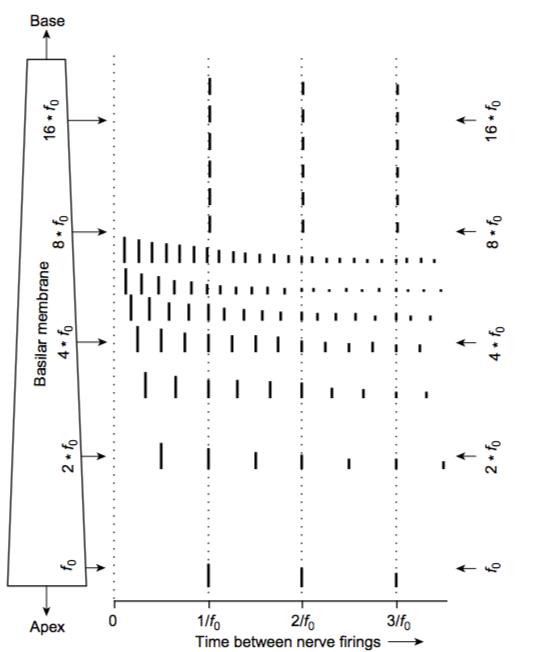 Base
16 * f₀
16 * f₀
8 * f₀
8 * f₀
Basilar membrane
4 * f₀
4 * f₀
2 * f₀
2 * f₀
f₀
f₀
Apex
0 1/f₀ 2/f₀ 3/f₀
Time between nerve firings